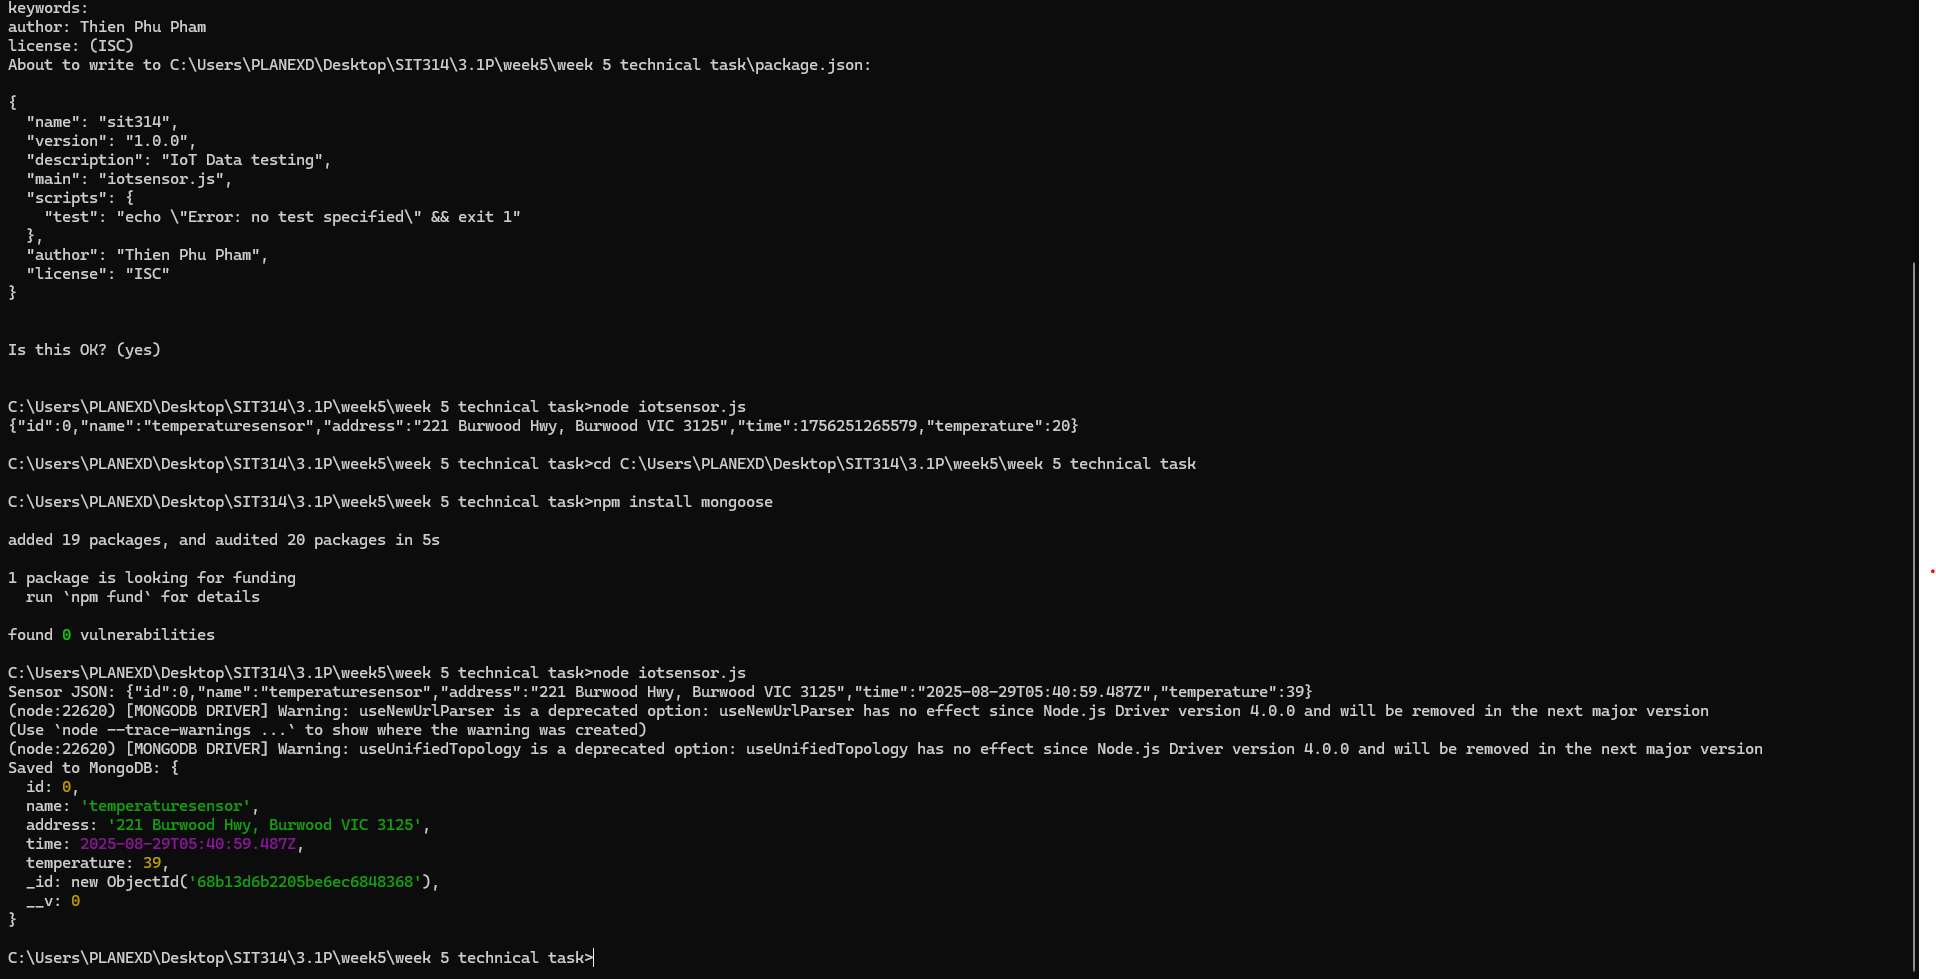 keywords:
author: Thien Phu Pham
license: (ISC)
About to write to C:\Users\PLANEXD\Desktop\SIT314\3.1P\week5\week 5 technical task\package.json:

{
  "name": "sit314",
  "version": "1.0.0",
  "description": "IoT Data testing",
  "main": "iotsensor.js",
  "scripts": {
    "test": "echo \"Error: no test specified\" && exit 1"
  },
  "author": "Thien Phu Pham",
  "license": "ISC"
}

Is this OK? (yes)

C:\Users\PLANEXD\Desktop\SIT314\3.1P\week5\week 5 technical task>node iotsensor.js
{"id":0,"name":"temperaturesensor","address":"221 Burwood Hwy, Burwood VIC 3125","time":1756251265579,"temperature":20}

C:\Users\PLANEXD\Desktop\SIT314\3.1P\week5\week 5 technical task>cd C:\Users\PLANEXD\Desktop\SIT314\3.1P\week5\week 5 technical task

C:\Users\PLANEXD\Desktop\SIT314\3.1P\week5\week 5 technical task>npm install mongoose

added 19 packages, and audited 20 packages in 5s

1 package is looking for funding
  run `npm fund` for details

found 0 vulnerabilities

C:\Users\PLANEXD\Desktop\SIT314\3.1P\week5\week 5 technical task>node iotsensor.js
Sensor JSON: {"id":0,"name":"temperaturesensor","address":"221 Burwood Hwy, Burwood VIC 3125","time":"2025-08-29T05:40:59.487Z","temperature":39}
(node:22620) [MONGODB DRIVER] Warning: useNewUrlParser is a deprecated option: useNewUrlParser has no effect since Node.js Driver version 4.0.0 and will be removed in the next major version
(Use `node --trace-warnings ...` to show where the warning was created)
(node:22620) [MONGODB DRIVER] Warning: useUnifiedTopology is a deprecated option: useUnifiedTopology has no effect since Node.js Driver version 4.0.0 and will be removed in the next major version
Saved to MongoDB: {
  id: 0,
  name: 'temperaturesensor',
  address: '221 Burwood Hwy, Burwood VIC 3125',
  time: 2025-08-29T05:40:59.487Z,
  temperature: 39,
  _id: new ObjectId('68b13d6b2205be6ec6848368'),
  __v: 0
}

C:\Users\PLANEXD\Desktop\SIT314\3.1P\week5\week 5 technical task>